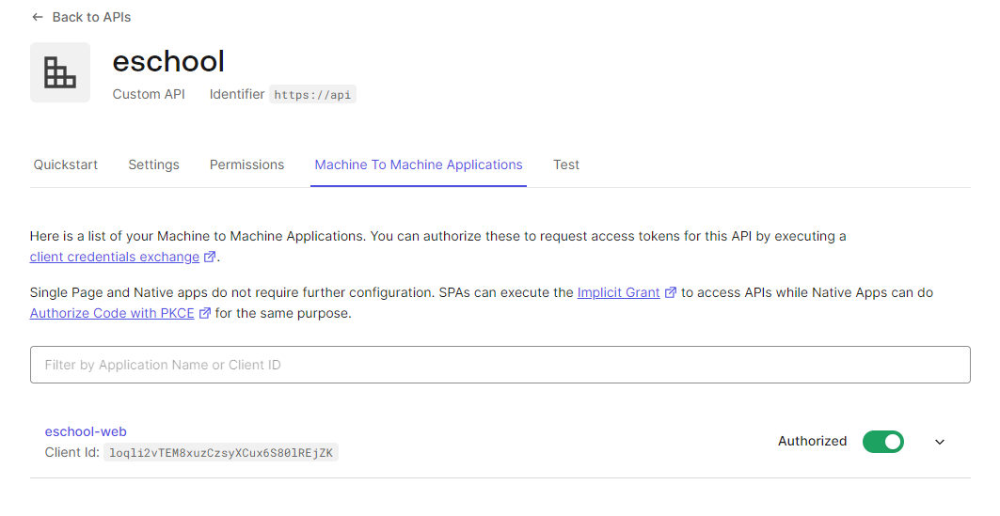 ← Back to APIs
eschool
Custom API Identifier https://api
Quickstart Settings Permissions Machine To Machine Applications Test
Here is a list of your Machine to Machine Applications. You can authorize these to request access tokens for this API by executing a
client credentials exchange.
Single Page and Native apps do not require further configuration. SPAs can execute the Implicit Grant to access APIs while Native Apps can do
Authorize Code with PKCE for the same purpose.
Filter by Application Name or Client ID
eschool-web
Authorized
Client Id: loqli2vTEM8xuzCzsyXCux6S80lREjZK